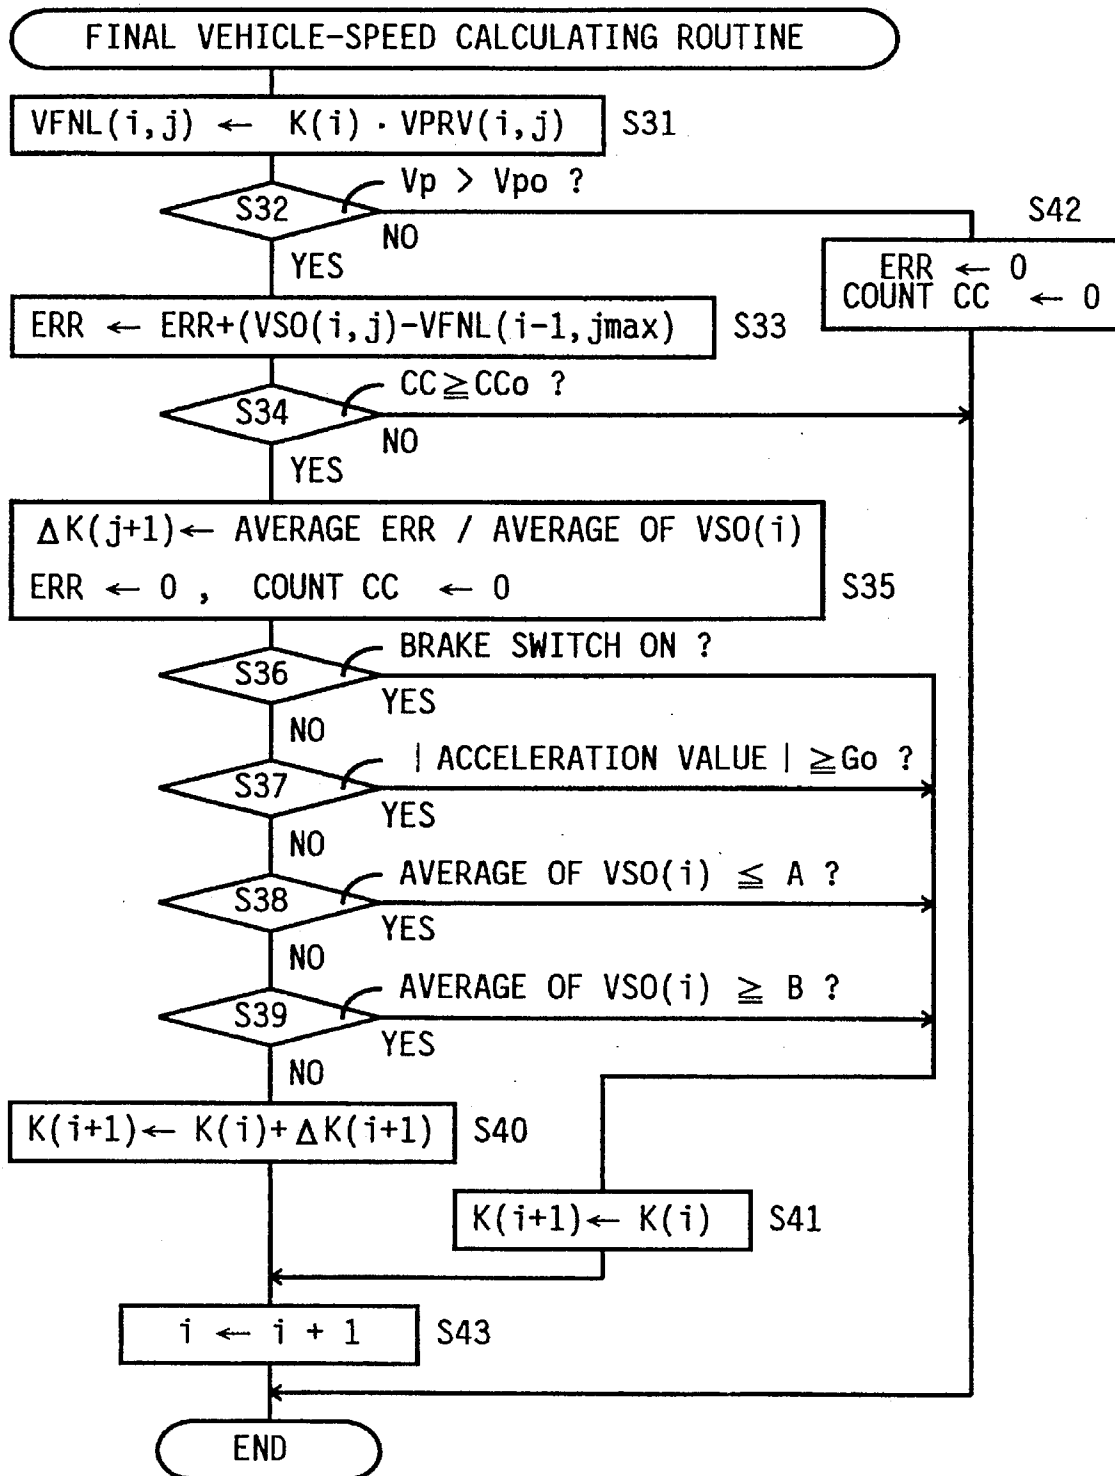 FINAL VEHICLE-SPEED CALCULATING ROUTINE
VFNL(i,j) ← K(i) · VPRV(i,j) S31
Vp > Vpo ?
S32
NO
YES
S42
ERR ← 0
COUNT CC ← 0
ERR ← ERR+(VSO(i,j)-VFNL(i-1,jmax) S33
CC≧CCo ?
S34
NO
YES
ΔK(j+1)← AVERAGE ERR / AVERAGE OF VSO(i)
ERR ← 0 , COUNT CC ← 0 S35
BRAKE SWITCH ON ?
S36
YES
NO
| ACCELERATION VALUE | ≧Go ?
S37
YES
NO
AVERAGE OF VSO(i) ≦ A ?
S38
YES
NO
AVERAGE OF VSO(i) ≧ B ?
S39
YES
NO
K(i+1)← K(i)+ΔK(i+1) S40
K(i+1)← K(i) S41
i ← i + 1 S43
END